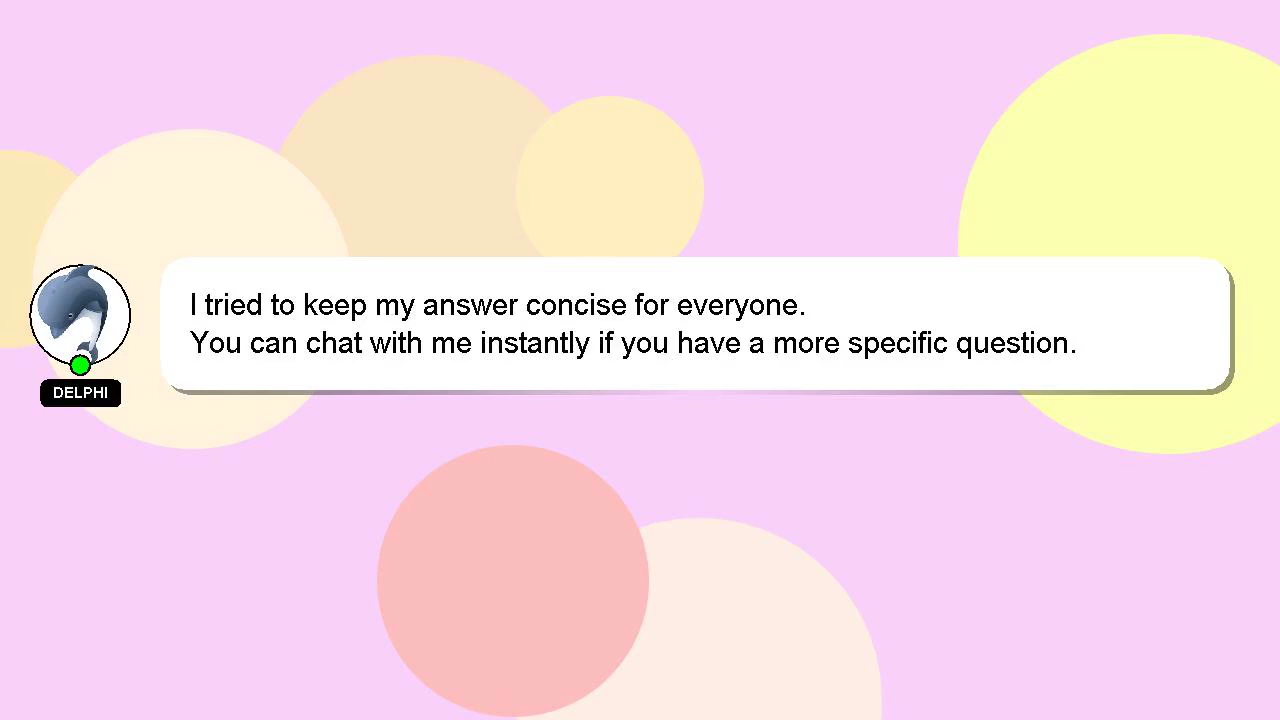 I tried to keep my answer concise for everyone.
You can chat with me instantly if you have a more specific question.
DELPHI